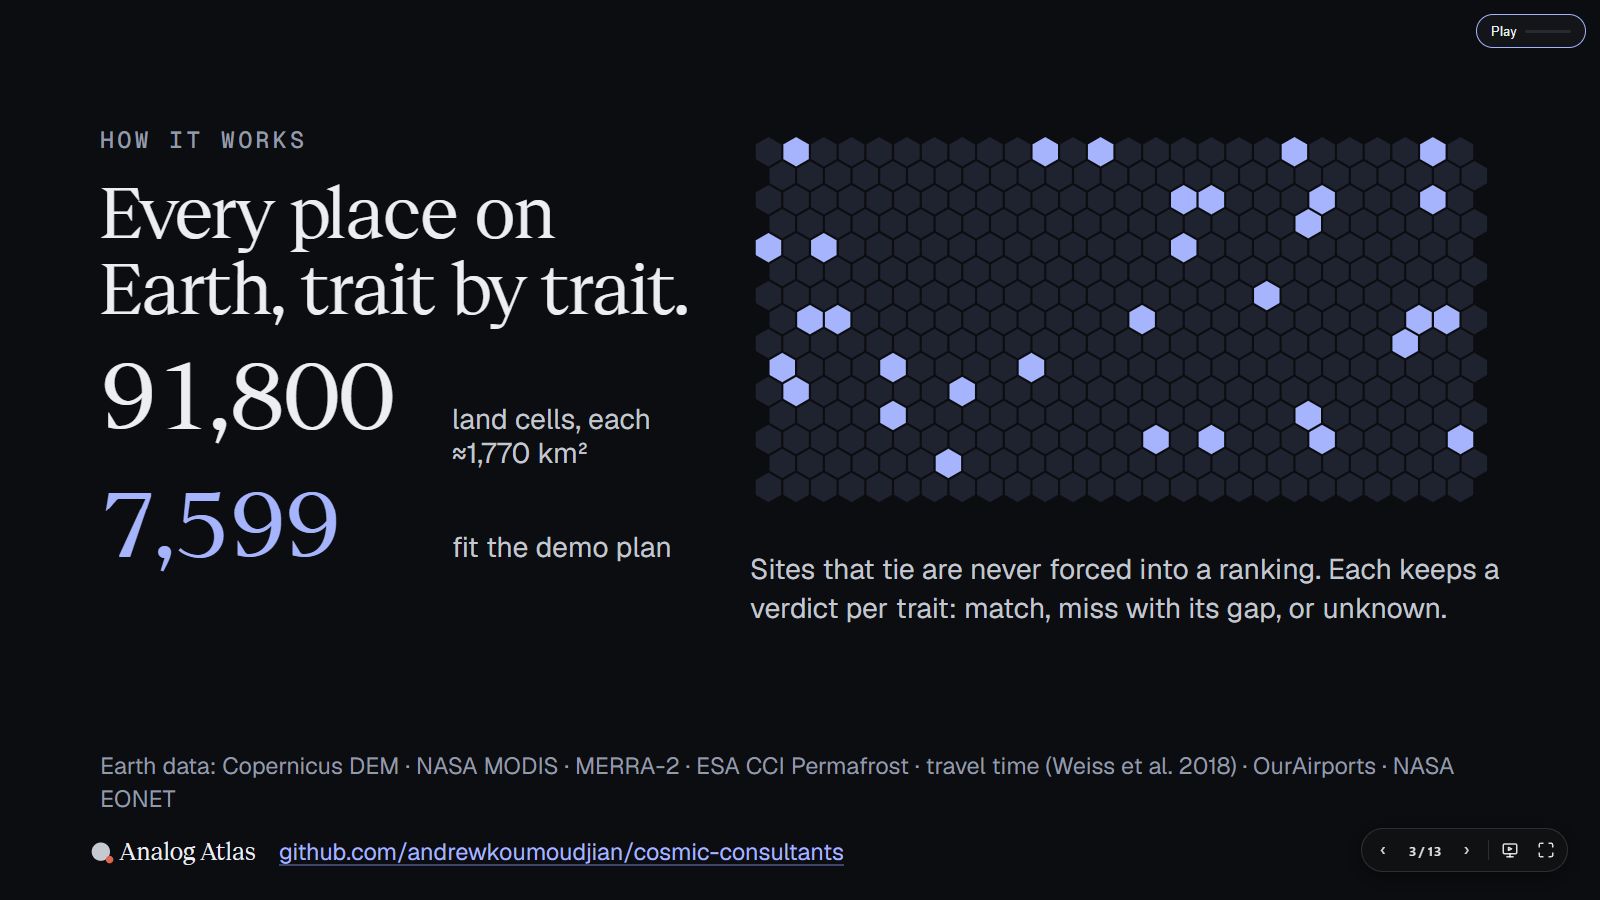 Play
HOW IT WORKS
Every place on
Earth, trait by trait.
91,800
land cells, each
≈1,770 km²
7,599
fit the demo plan
Sites that tie are never forced into a ranking. Each keeps a
verdict per trait: match, miss with its gap, or unknown.
Earth data: Copernicus DEM · NASA MODIS · MERRA-2 · ESA CCI Permafrost · travel time (Weiss et al. 2018) · OurAirports · NASA
EONET
Analog Atlas
github.com/andrewkoumoudjian/cosmic-consultants
‹ 3/13 ›